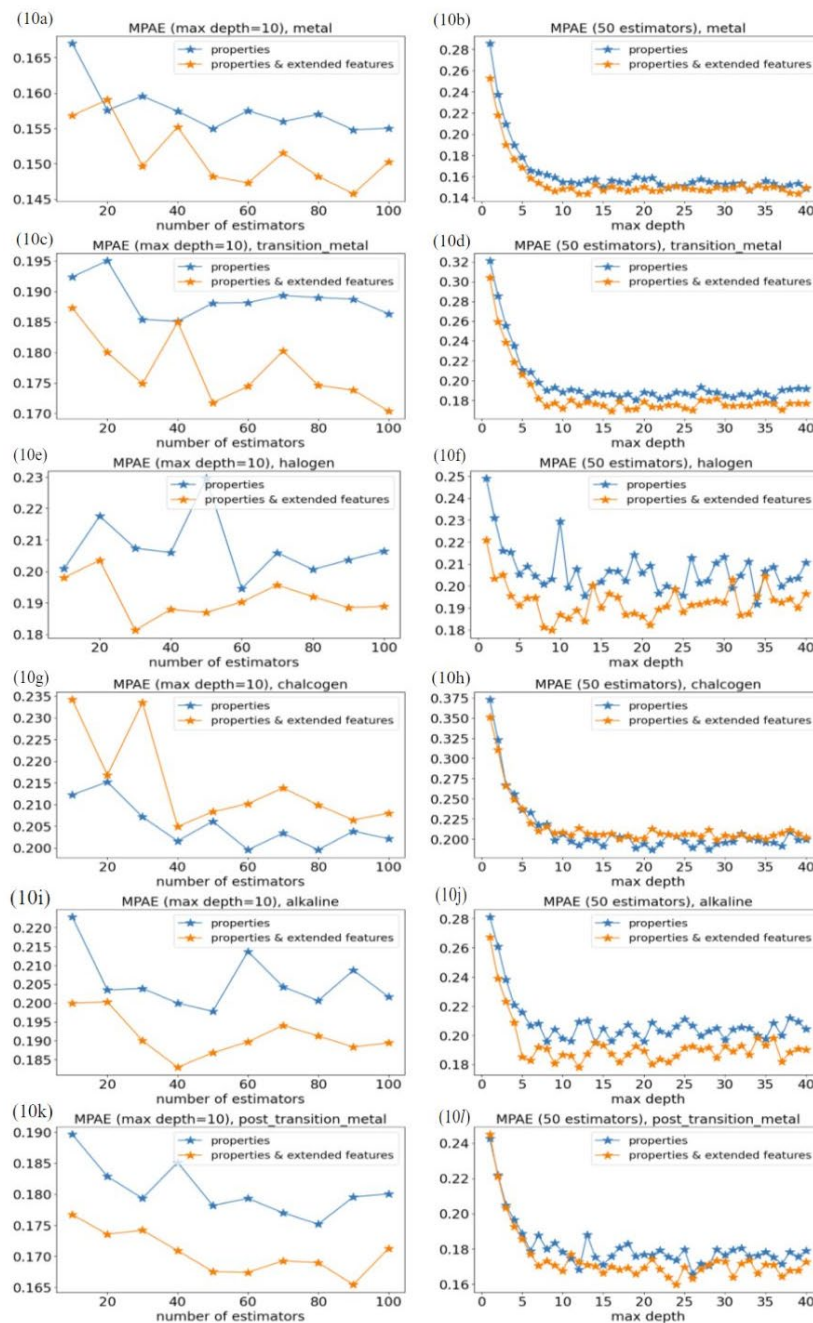 (10a) MPAE (max depth=10), metal
properties
properties & extended features
0.165
0.160
0.155
0.150
0.145
20 40 60 80 100
number of estimators
(10b) MPAE (50 estimators), metal
properties
properties & extended features
0.28
0.26
0.24
0.22
0.20
0.18
0.16
0.14
0 5 10 15 20 25 30 35 40
max depth
(10c) MPAE (max depth=10), transition_metal
properties
properties & extended features
0.195
0.190
0.185
0.180
0.175
0.170
20 40 60 80 100
number of estimators
(10d) MPAE (50 estimators), transition_metal
properties
properties & extended features
0.32
0.30
0.28
0.26
0.24
0.22
0.20
0.18
0 5 10 15 20 25 30 35 40
max depth
(10e) MPAE (max depth=10), halogen
properties
properties & extended features
0.23
0.22
0.21
0.20
0.19
0.18
20 40 60 80 100
number of estimators
(10f) MPAE (50 estimators), halogen
properties
properties & extended features
0.25
0.24
0.23
0.22
0.21
0.20
0.19
0.18
0 5 10 15 20 25 30 35 40
max depth
(10g) MPAE (max depth=10), chalcogen
properties
properties & extended features
0.235
0.230
0.225
0.220
0.215
0.210
0.205
0.200
20 40 60 80 100
number of estimators
(10h) MPAE (50 estimators), chalcogen
properties
properties & extended features
0.375
0.350
0.325
0.300
0.275
0.250
0.225
0.200
0 5 10 15 20 25 30 35 40
max depth
(10i) MPAE (max depth=10), alkaline
properties
properties & extended features
0.220
0.215
0.210
0.205
0.200
0.195
0.190
0.185
20 40 60 80 100
number of estimators
(10j) MPAE (50 estimators), alkaline
properties
properties & extended features
0.28
0.26
0.24
0.22
0.20
0.18
0 5 10 15 20 25 30 35 40
max depth
(10k) MPAE (max depth=10), post_transition_metal
properties
properties & extended features
0.190
0.185
0.180
0.175
0.170
0.165
20 40 60 80 100
number of estimators
(10l) MPAE (50 estimators), post_transition_metal
properties
properties & extended features
0.24
0.22
0.20
0.18
0.16
0 5 10 15 20 25 30 35 40
max depth